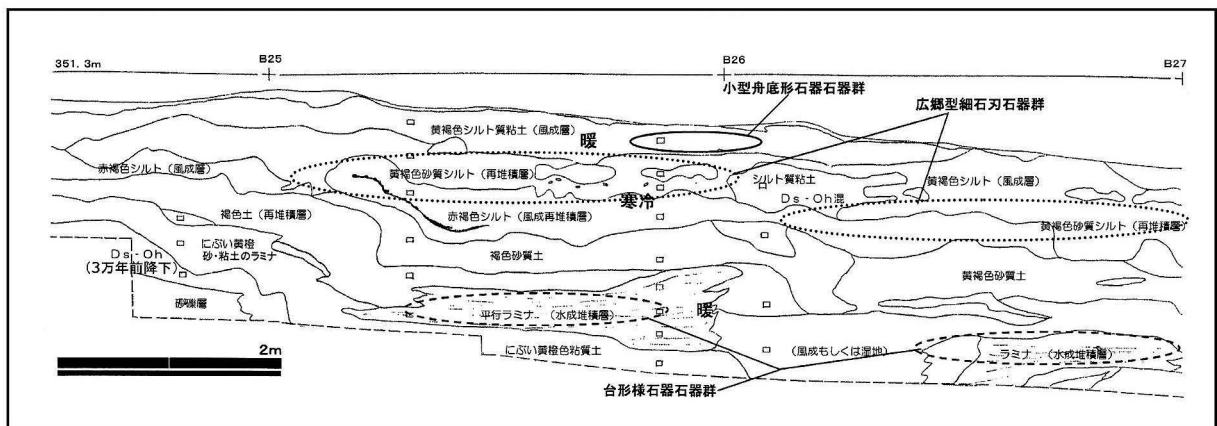 B25
B26
B27
351.3m
小型舟底形石器石器群
広郷型細石刃石器群
黄褐色シルト質粘土(風成層)
暖
赤褐色シルト(風成層)
黄褐色砂質シルト(再堆積層)
シルト質粘土
黄褐色シルト(風成層)
Ds-Oh混
寒冷
褐色土(再堆積層)
赤褐色シルト(風成再堆積層)
黄褐色砂質シルト(再堆積層)
にぶい黄橙
砂・粘土のラミナ
Ds-Oh
(3万年前降下)
褐色砂質土
黄褐色砂質土
砂礫層
平行ラミナ(水成堆積層)
暖
2m
にぶい黄橙色粘質土
(風成もしくは湿地)
ラミナ(水成堆積層)
台形様石器石器群